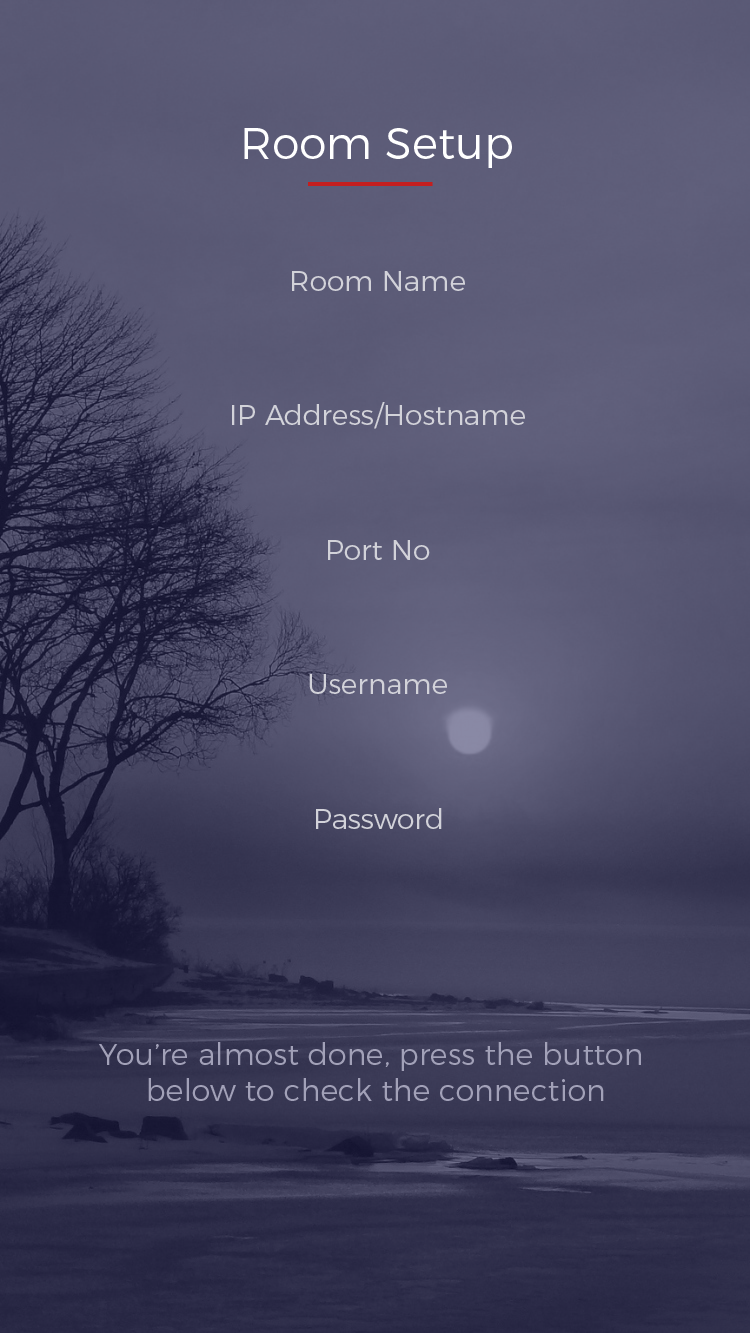 Room Setup
Room Name
IP Address/Hostname
Port No
Username
Password
You’re almost done, press the button
below to check the connection